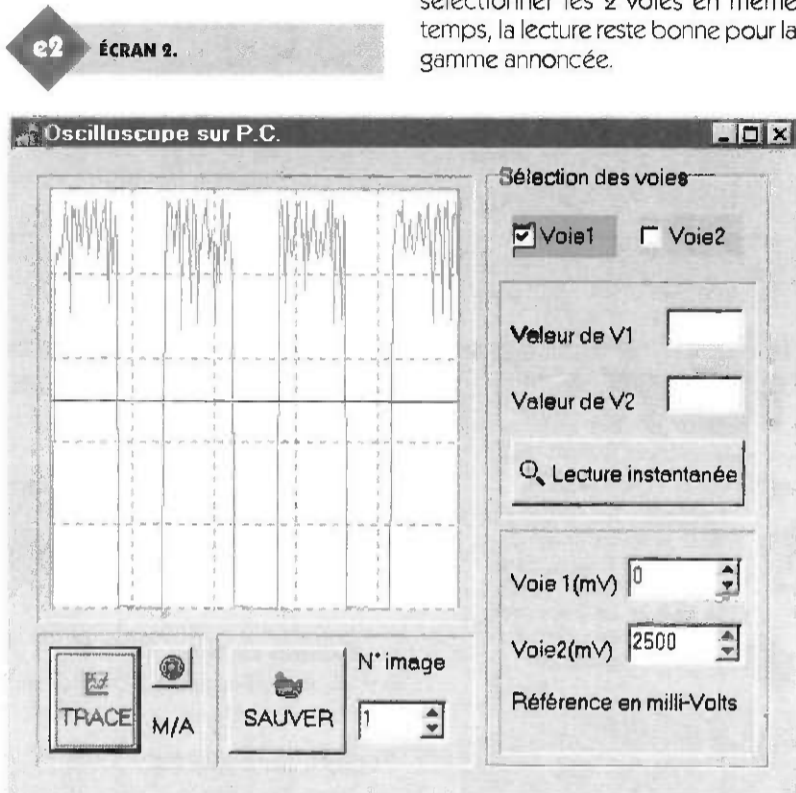 sélectionner les 2 voies en même
temps, la lecture reste bonne pour la
gamme annoncée.
e2 ÉCRAN 2.
Oscilloscope sur P.C.
Sélection des voies
Voie1 Voie2
Valeur de V1
Valeur de V2
Lecture instantanée
Voie 1(mV) 0
Voie2(mV) 2500
Référence en milli-Volts
TRACE
M/A
SAUVER
N° image
1